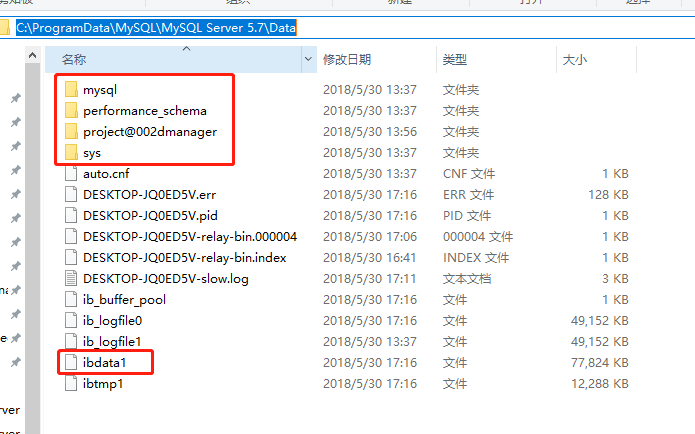 C:\ProgramData\MySQL\MySQL Server 5.7\Data
名称 修改日期 类型 大小
mysql 2018/5/30 13:37 文件夹
performance_schema 2018/5/30 13:37 文件夹
project@002dmanager 2018/5/30 13:56 文件夹
sys 2018/5/30 13:37 文件夹
auto.cnf 2018/5/30 13:37 CNF 文件 1 KB
DESKTOP-JQ0ED5V.err 2018/5/30 17:16 ERR 文件 128 KB
DESKTOP-JQ0ED5V.pid 2018/5/30 17:16 PID 文件 1 KB
DESKTOP-JQ0ED5V-relay-bin.000004 2018/5/30 17:06 000004 文件 1 KB
DESKTOP-JQ0ED5V-relay-bin.index 2018/5/30 16:41 INDEX 文件 1 KB
DESKTOP-JQ0ED5V-slow.log 2018/5/30 17:11 文本文档 3 KB
ib_buffer_pool 2018/5/30 17:16 文件 1 KB
ib_logfile0 2018/5/30 17:16 文件 49,152 KB
ib_logfile1 2018/5/30 13:37 文件 49,152 KB
ibdata1 2018/5/30 17:16 文件 77,824 KB
ibtmp1 2018/5/30 17:16 文件 12,288 KB